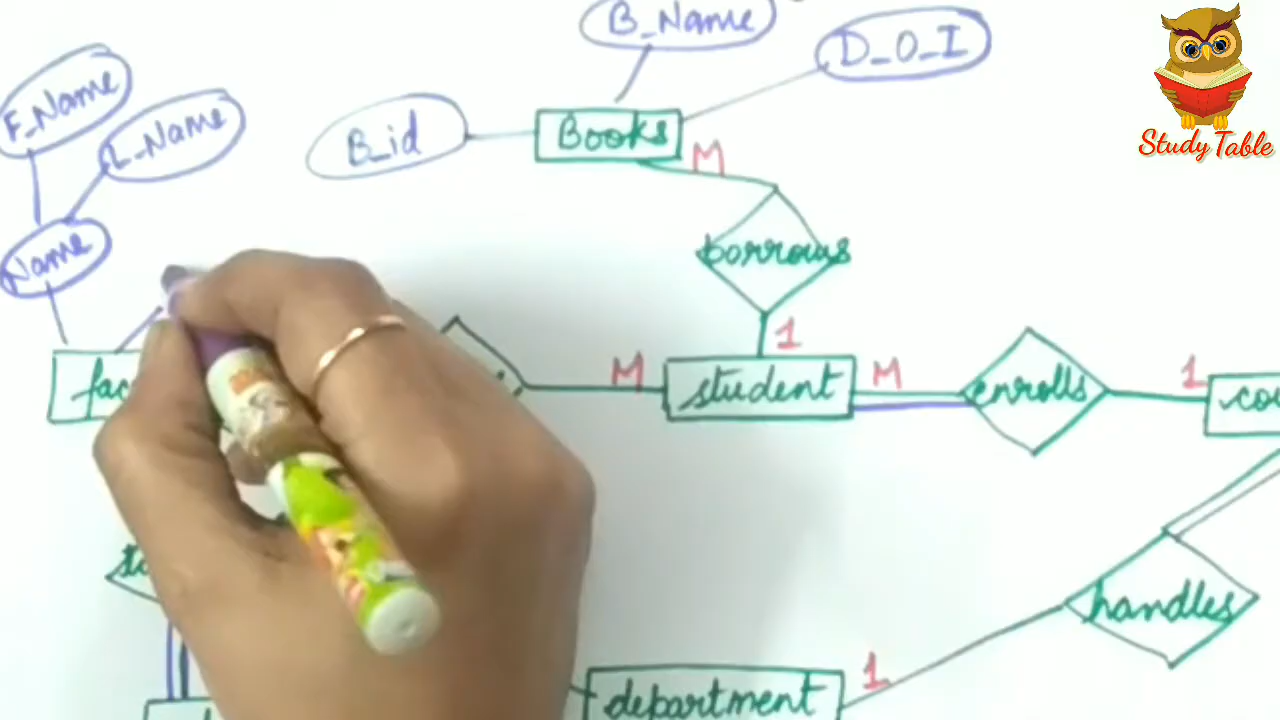 B_Name
D_O_I
F_Name
L_Name
B_id
Books
M
Name
borrows
1
M
student
M
enrolls
1
handles
department
1
Study Table